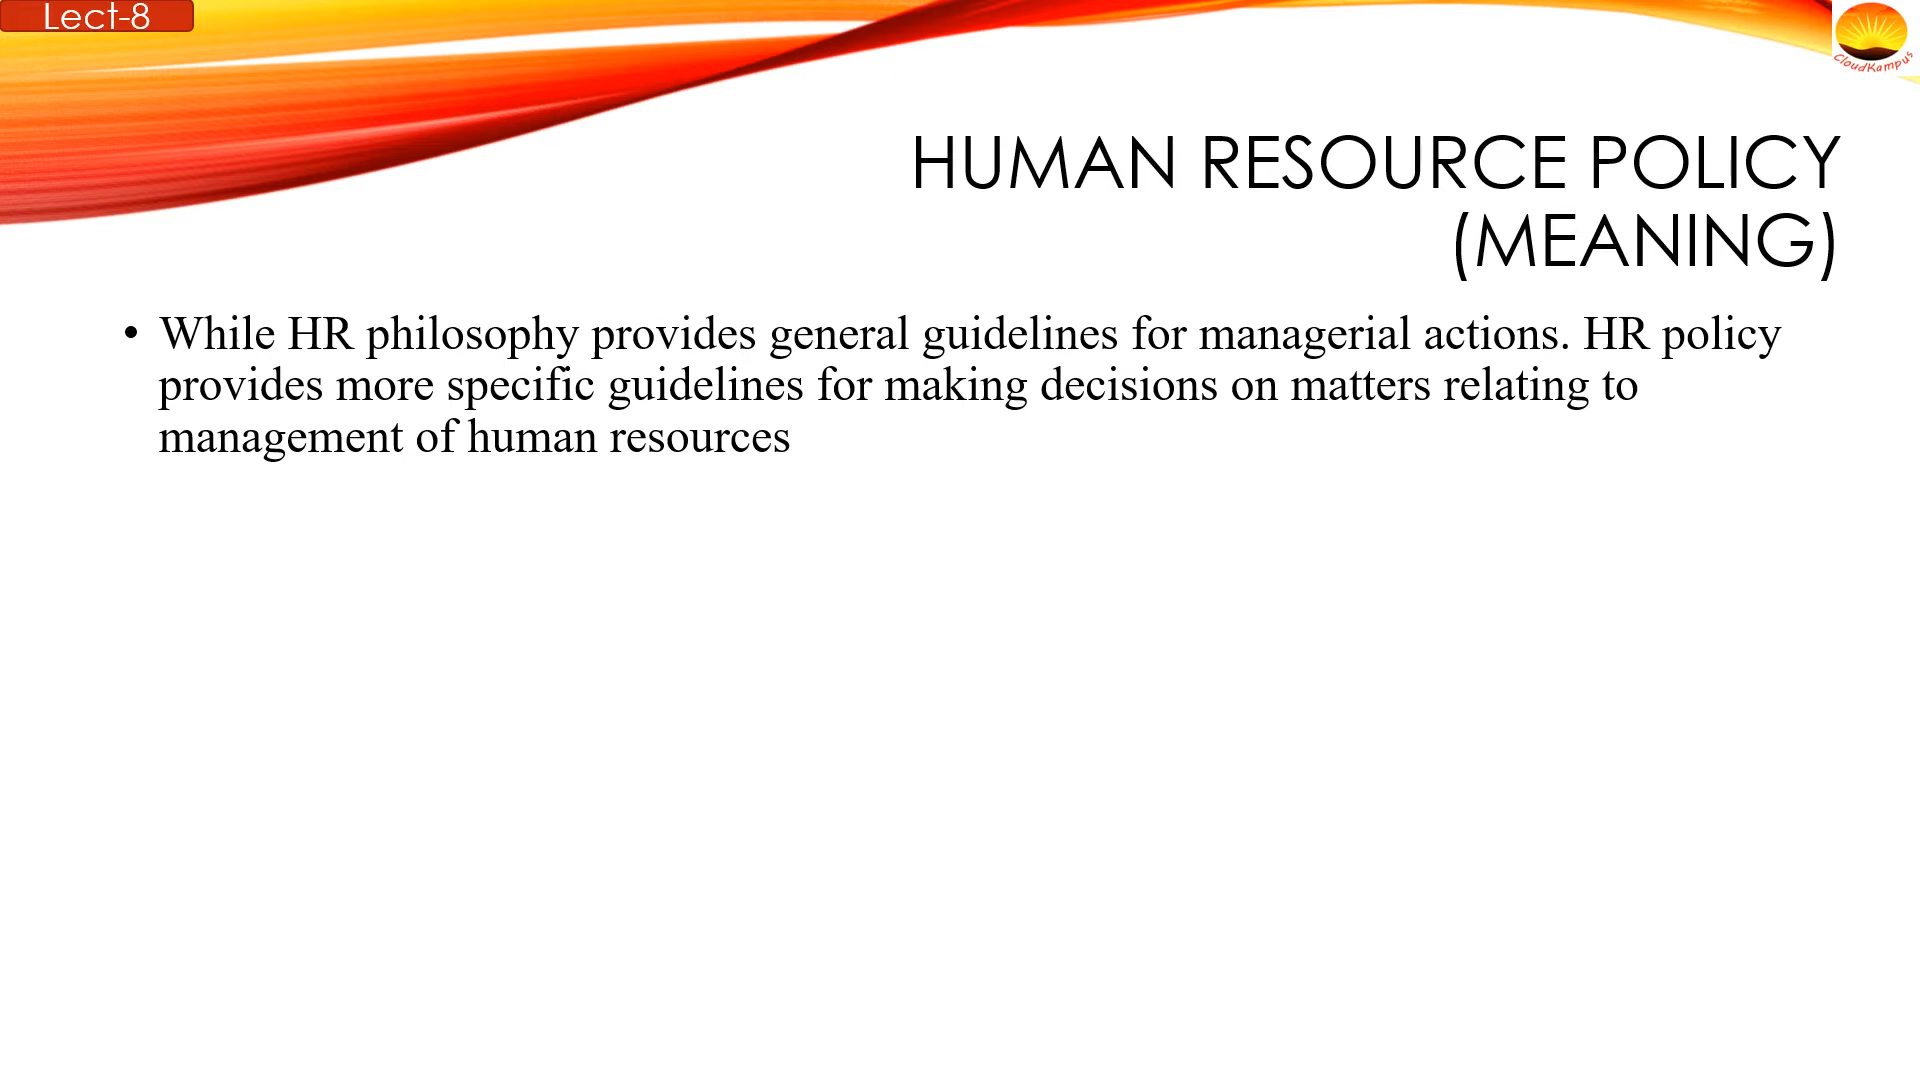 Lect-8
CloudKampus
HUMAN RESOURCE POLICY
(MEANING)
• While HR philosophy provides general guidelines for managerial actions. HR policy
provides more specific guidelines for making decisions on matters relating to
management of human resources